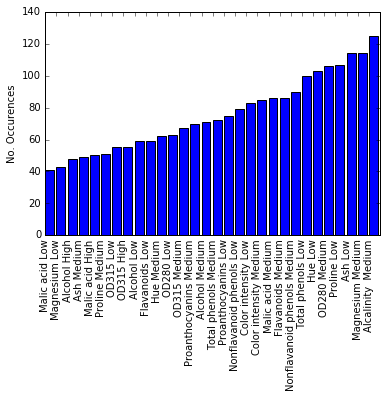 140
120
100
80
60
40
20
0
No. Occurences
Malic acid Low
Magnesium Low
Alcohol High
Ash Medium
Malic acid High
Proline Medium
OD315 Low
OD315 High
Alcohol Low
Flavanoids Low
Hue Medium
OD280 Low
OD315 Medium
Proanthocyanins Medium
Alcohol Medium
Total phenols Medium
Proanthocyanins Low
Nonflavanoid phenols Low
Color intensity Low
Color intensity Medium
Malic acid Medium
Flavanoids Medium
Nonflavanoid phenols Medium
Total phenols Low
Hue Low
OD280 Medium
Proline Low
Ash Low
Magnesium Medium
Alcalinity Medium